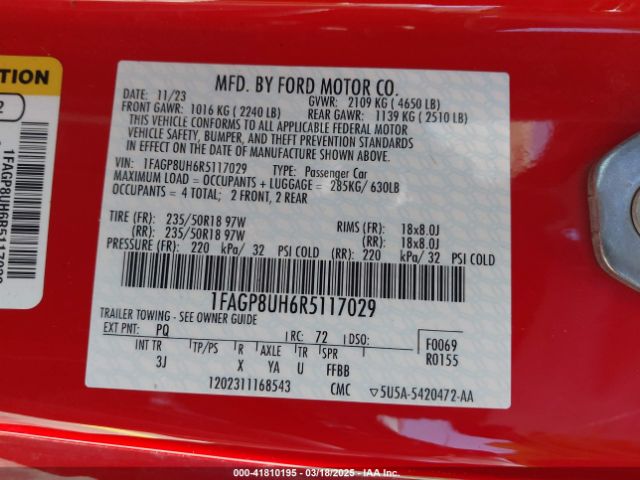 MFD. BY FORD MOTOR CO.
DATE: 11/23 GVWR: 2109 KG ( 4650 LB)
FRONT GAWR: 1016 KG ( 2240 LB) REAR GAWR: 1139 KG ( 2510 LB)
THIS VEHICLE CONFORMS TO ALL APPLICABLE FEDERAL MOTOR
VEHICLE SAFETY, BUMPER, AND THEFT PREVENTION STANDARDS
IN EFFECT ON THE DATE OF MANUFACTURE SHOWN ABOVE.
VIN: 1FAGP8UH6R5117029 TYPE: Passenger Car
MAXIMUM LOAD = OCCUPANTS + LUGGAGE = 285KG/ 630LB
OCCUPANTS = 4 TOTAL; 2 FRONT, 2 REAR
TIRE (FR): 235/50R18 97W RIMS (FR): 18x8.0J
(RR): 235/50R18 97W (RR): 18x8.0J
PRESSURE (FR): 220 kPa/ 32 PSI COLD (RR): 220 kPa/ 32 PSI COLD
1FAGP8UH6R5117029
TRAILER TOWING - SEE OWNER GUIDE
EXT PNT: PQ RC: 72 DSO: F0069
INT TR TP/PS R AXLE TR SPR R0155
3J X YA U FFBB
1202311168543 CMC ▽5U5A-5420472-AA
TION
2
1FAGP8UH6R5117029
000-41810195 - 03/18/2025 - IAA Inc.